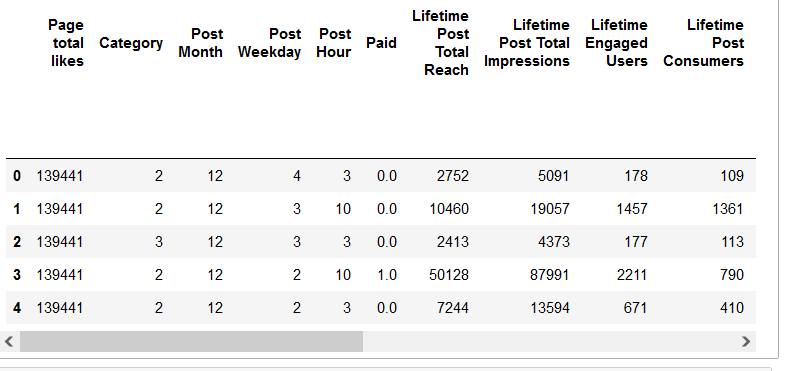 Page total likes Category Post Month Post Weekday Post Hour Paid Lifetime Post Total Reach Lifetime Post Total Impressions Lifetime Engaged Users Lifetime Post Consumers
0 139441 2 12 4 3 0.0 2752 5091 178 109
1 139441 2 12 3 10 0.0 10460 19057 1457 1361
2 139441 3 12 3 3 0.0 2413 4373 177 113
3 139441 2 12 2 10 1.0 50128 87991 2211 790
4 139441 2 12 2 3 0.0 7244 13594 671 410